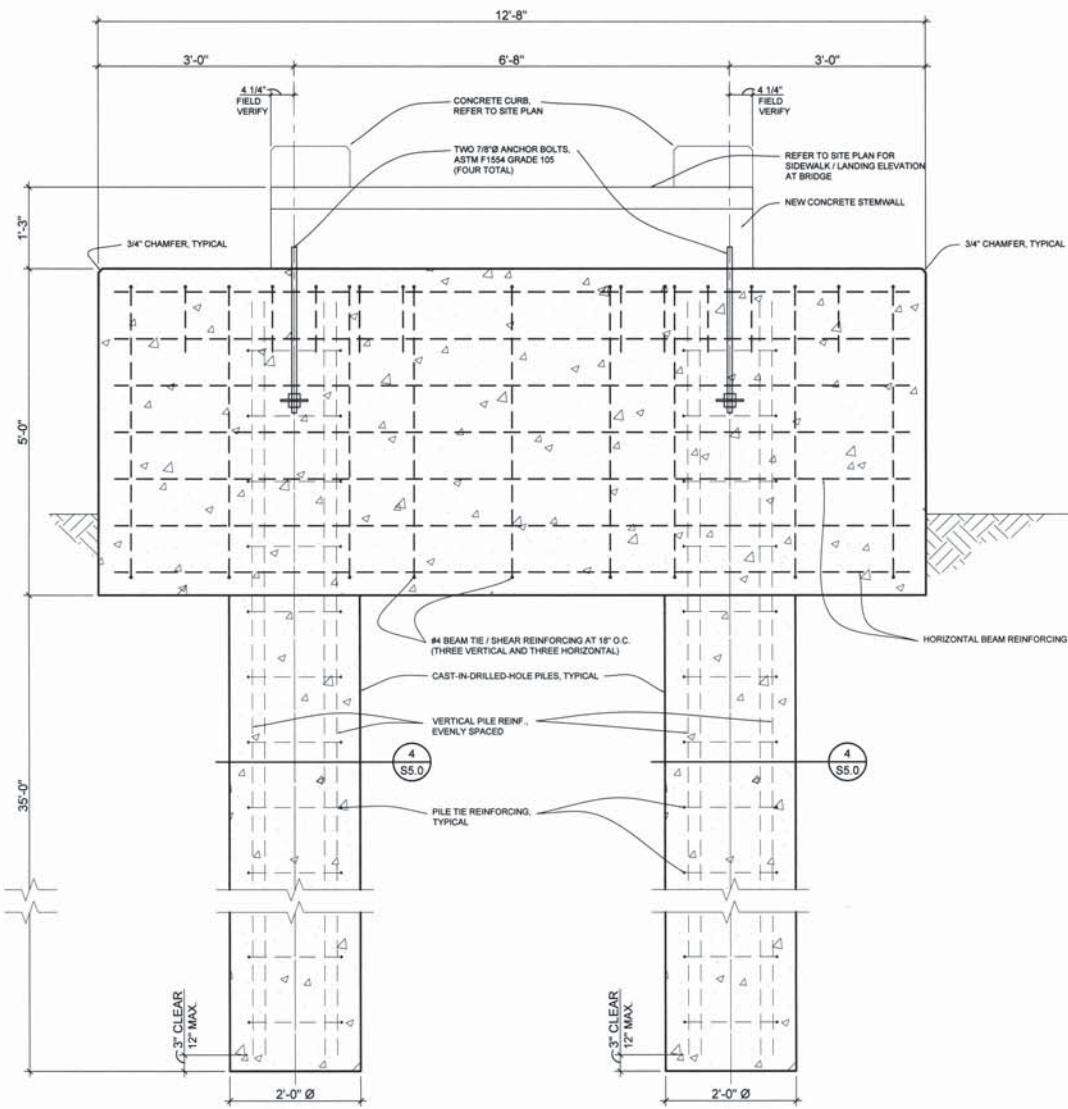 12'-8"
3'-0"
6'-8"
3'-0"
4 1/4"
FIELD
VERIFY
4 1/4"
FIELD
VERIFY
CONCRETE CURB,
REFER TO SITE PLAN
TWO 7/8"Ø ANCHOR BOLTS,
ASTM F1554 GRADE 105
(FOUR TOTAL)
REFER TO SITE PLAN FOR
SIDEWALK / LANDING ELEVATION
AT BRIDGE
NEW CONCRETE STEMWALL
1'-3"
3/4" CHAMFER, TYPICAL
3/4" CHAMFER, TYPICAL
5'-0"
#4 BEAM TIE / SHEAR REINFORCING AT 18" O.C.
(THREE VERTICAL AND THREE HORIZONTAL)
HORIZONTAL BEAM REINFORCING
CAST-IN-DRILLED-HOLE PILES, TYPICAL
VERTICAL PILE REINF.,
EVENLY SPACED
4
S5.0
4
S5.0
35'-0"
PILE TIE REINFORCING,
TYPICAL
3" CLEAR
12" MAX.
3" CLEAR
12" MAX.
2'-0" Ø
2'-0" Ø